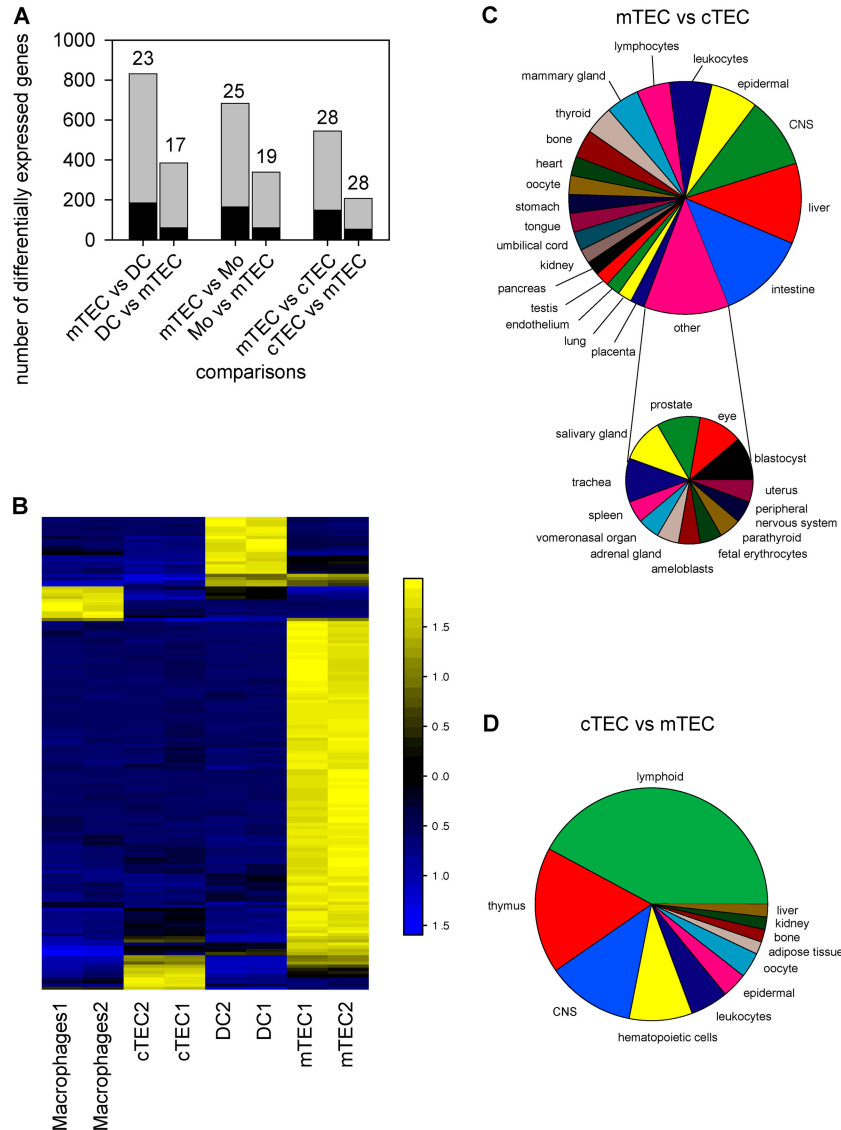 A
number of differentially expressed genes
1000
800
600
400
200
0
23
17
25
19
28
28
mTEC vs DC
DC vs mTEC
mTEC vs Mo
Mo vs mTEC
mTEC vs cTEC
cTEC vs mTEC
comparisons
B
1.5
1.0
0.5
0.0
0.5
1.0
1.5
Macrophages1
Macrophages2
cTEC2
cTEC1
DC2
DC1
mTEC1
mTEC2
C
mTEC vs cTEC
lymphocytes
leukocytes
mammary gland
epidermal
thyroid
CNS
bone
heart
liver
oocyte
stomach
tongue
umbilical cord
kidney
intestine
pancreas
testis
endothelium
other
lung
placenta
prostate
eye
salivary gland
blastocyst
trachea
uterus
spleen
peripheral
nervous system
vomeronasal organ
parathyroid
adrenal gland
fetal erythrocytes
ameloblasts
D
cTEC vs mTEC
lymphoid
thymus
liver
kidney
bone
adipose tissue
oocyte
epidermal
CNS
leukocytes
hematopoietic cells